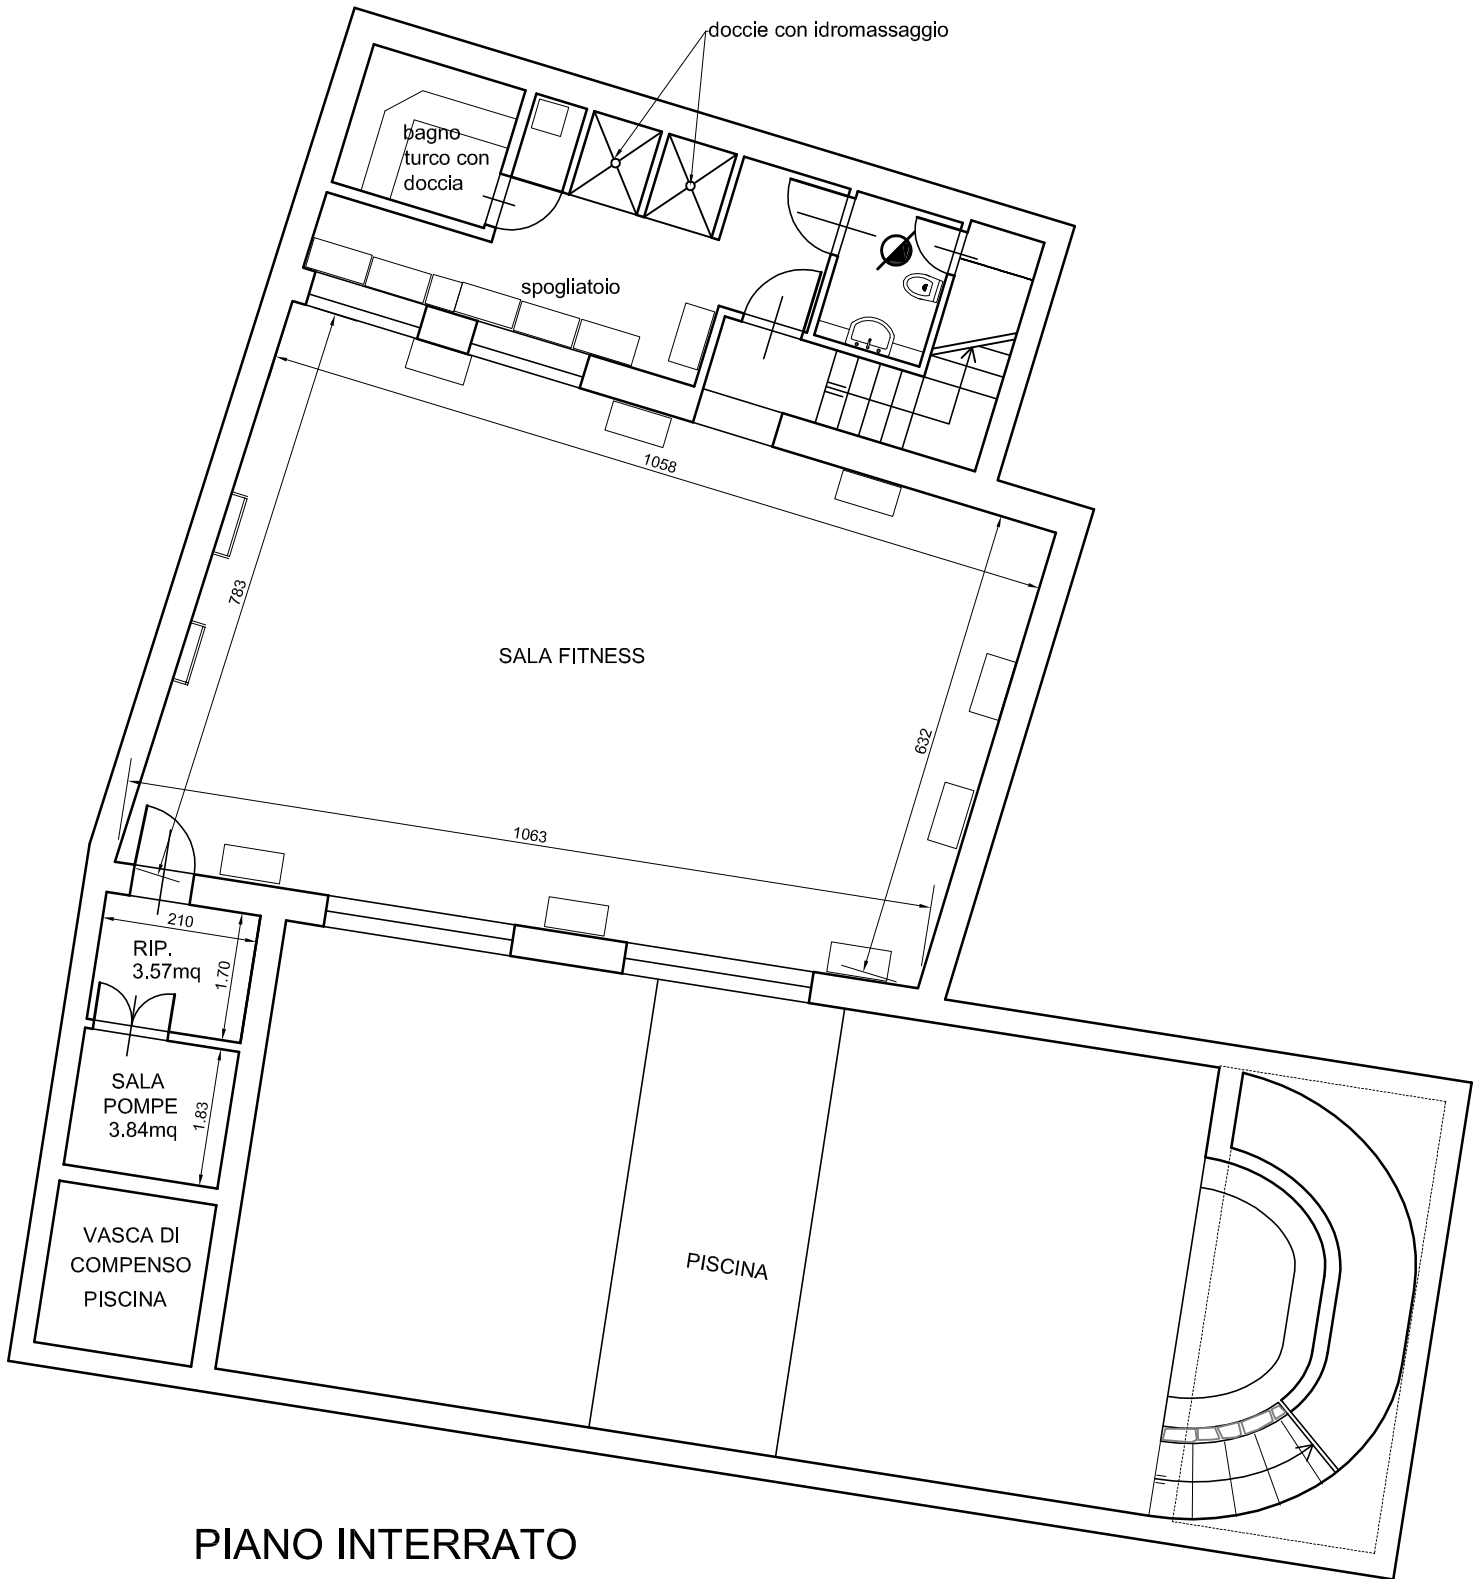 doccie con idromassaggio
bagno
turco con
doccia
spogliatoio
1058
783
SALA FITNESS
632
1063
210
RIP.
3.57mq
1.70
SALA
POMPE
3.84mq
1.83
VASCA DI
COMPENSO
PISCINA
PISCINA
PIANO INTERRATO